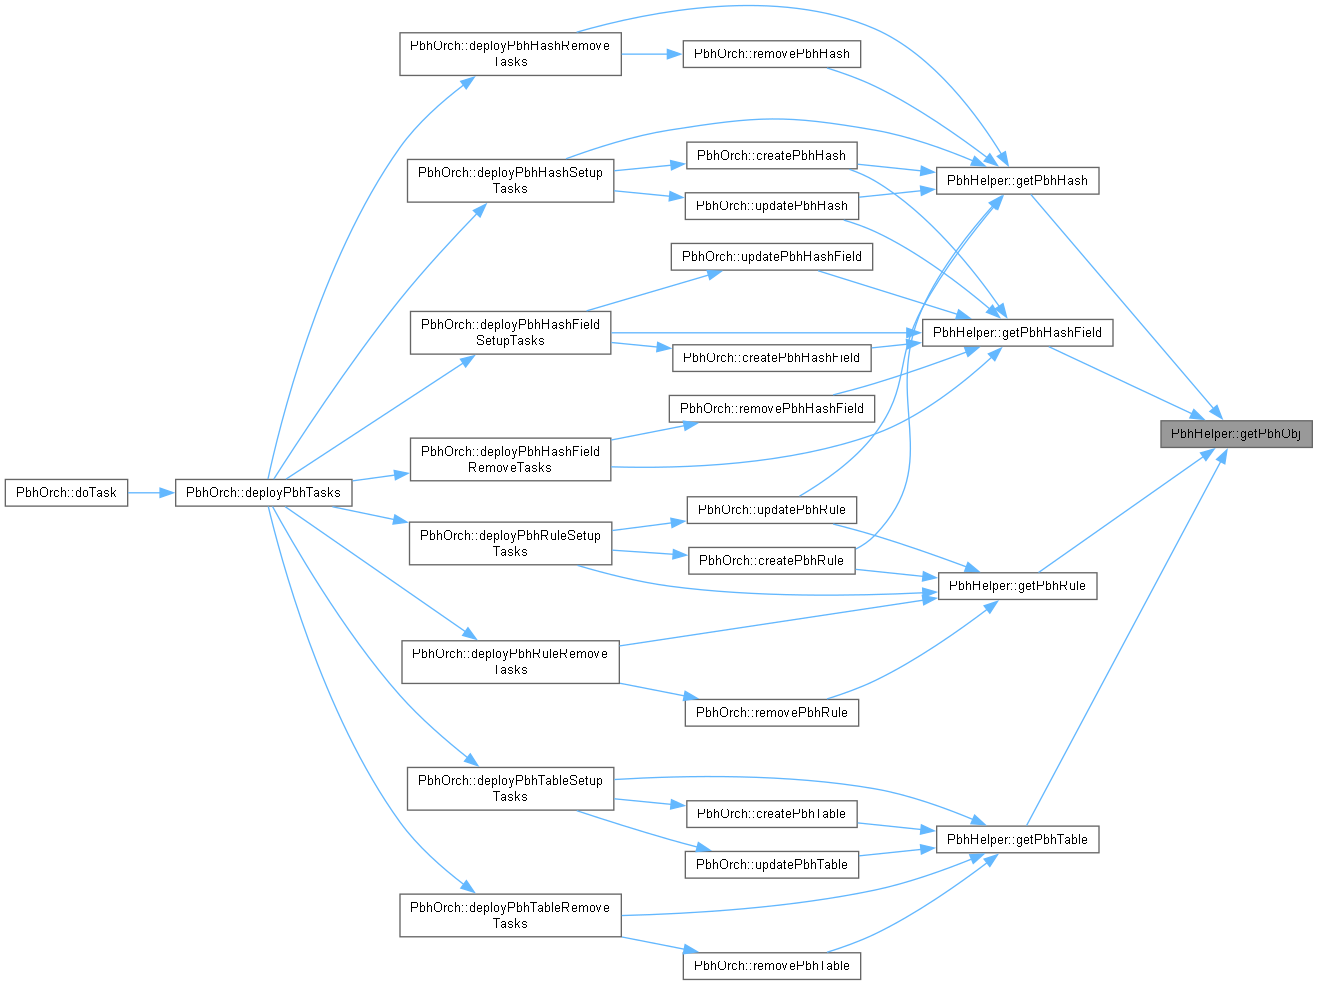 PbhOrch::deployPbhHashRemove
Tasks
PbhOrch::removePbhHash
PbhOrch::createPbhHash
PbhOrch::deployPbhHashSetup
Tasks
PbhHelper::getPbhHash
PbhOrch::updatePbhHash
PbhOrch::updatePbhHashField
PbhOrch::deployPbhHashField
SetupTasks
PbhHelper::getPbhHashField
PbhOrch::createPbhHashField
PbhOrch::removePbhHashField
PbhHelper::getPbhObj
PbhOrch::deployPbhHashField
RemoveTasks
PbhOrch::doTask
PbhOrch::deployPbhTasks
PbhOrch::updatePbhRule
PbhOrch::deployPbhRuleSetup
Tasks
PbhOrch::createPbhRule
PbhHelper::getPbhRule
PbhOrch::deployPbhRuleRemove
Tasks
PbhOrch::removePbhRule
PbhOrch::deployPbhTableSetup
Tasks
PbhOrch::createPbhTable
PbhHelper::getPbhTable
PbhOrch::updatePbhTable
PbhOrch::deployPbhTableRemove
Tasks
PbhOrch::removePbhTable